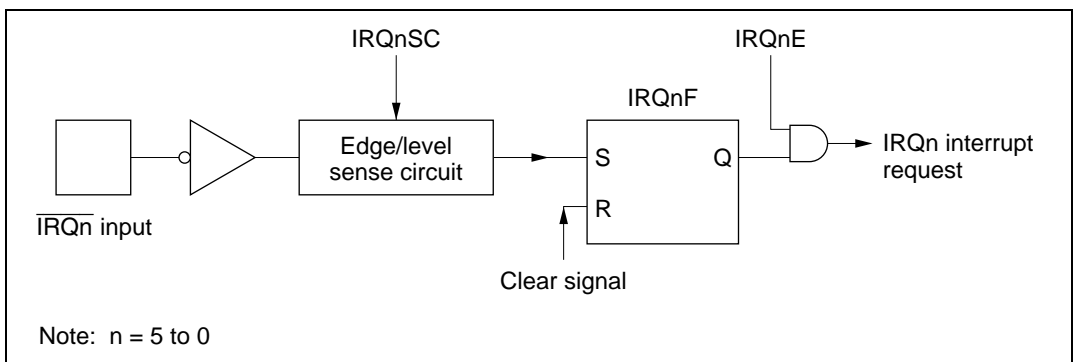 IRQnSC
IRQnE
IRQnF
Edge/level
sense circuit
S
Q
R
IRQn interrupt
request
IRQn input
Clear signal
Note: n = 5 to 0